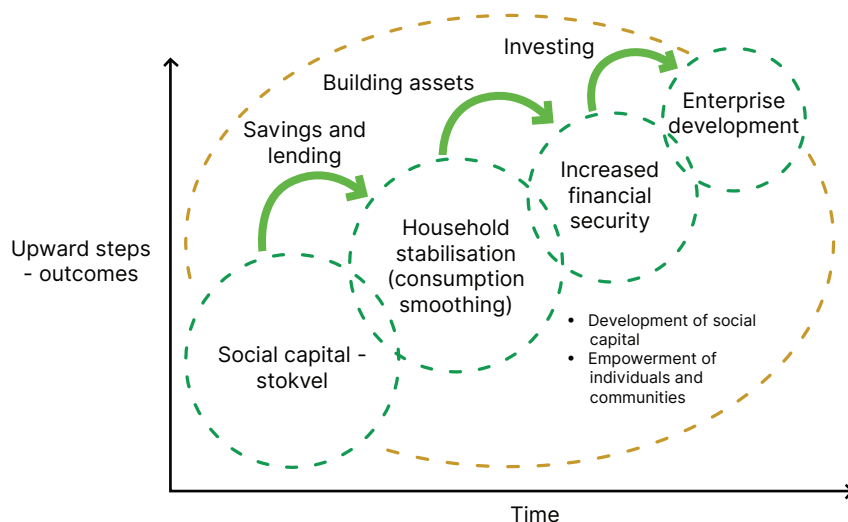 Investing
Building assets
Enterprise
development
Savings and
lending
Increased
financial
security
Household
stabilisation
(consumption
smoothing)
Upward steps
- outcomes
• Development of social
capital
• Empowerment of
individuals and
communities
Social capital -
stokvel
Time